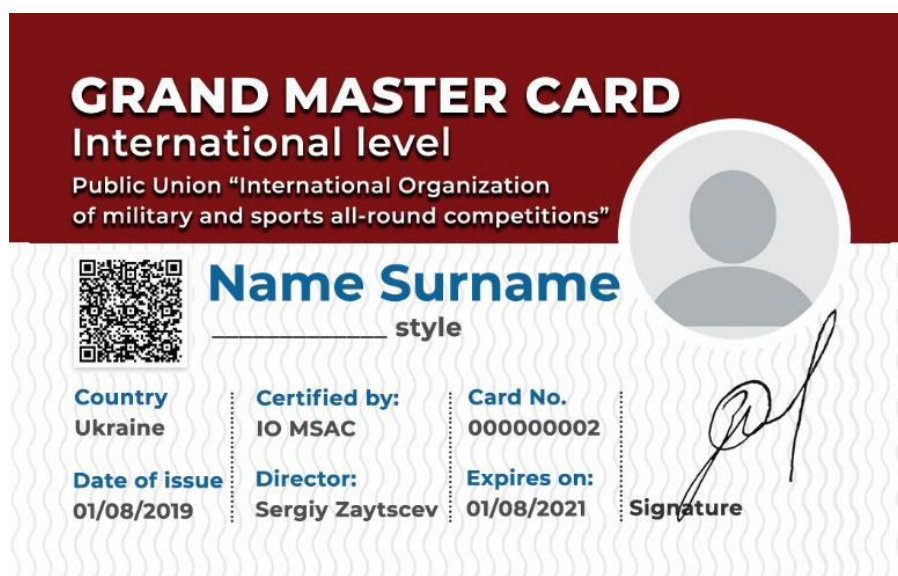 GRAND MASTER CARD
International level
Public Union “International Organization
of military and sports all-round competitions”
Name Surname
_____________ style
Country
Ukraine
Certified by:
IO MSAC
Card No.
000000002
Date of issue
01/08/2019
Director:
Sergiy Zaytscev
Expires on:
01/08/2021
Signature